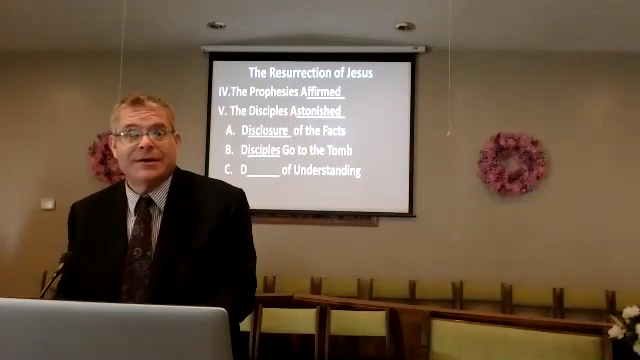 The Resurrection of Jesus
IV.The Prophesies Affirmed
V. The Disciples Astonished
A. Disclosure of the Facts
B. Disciples Go to the Tomb
C. D______ of Understanding